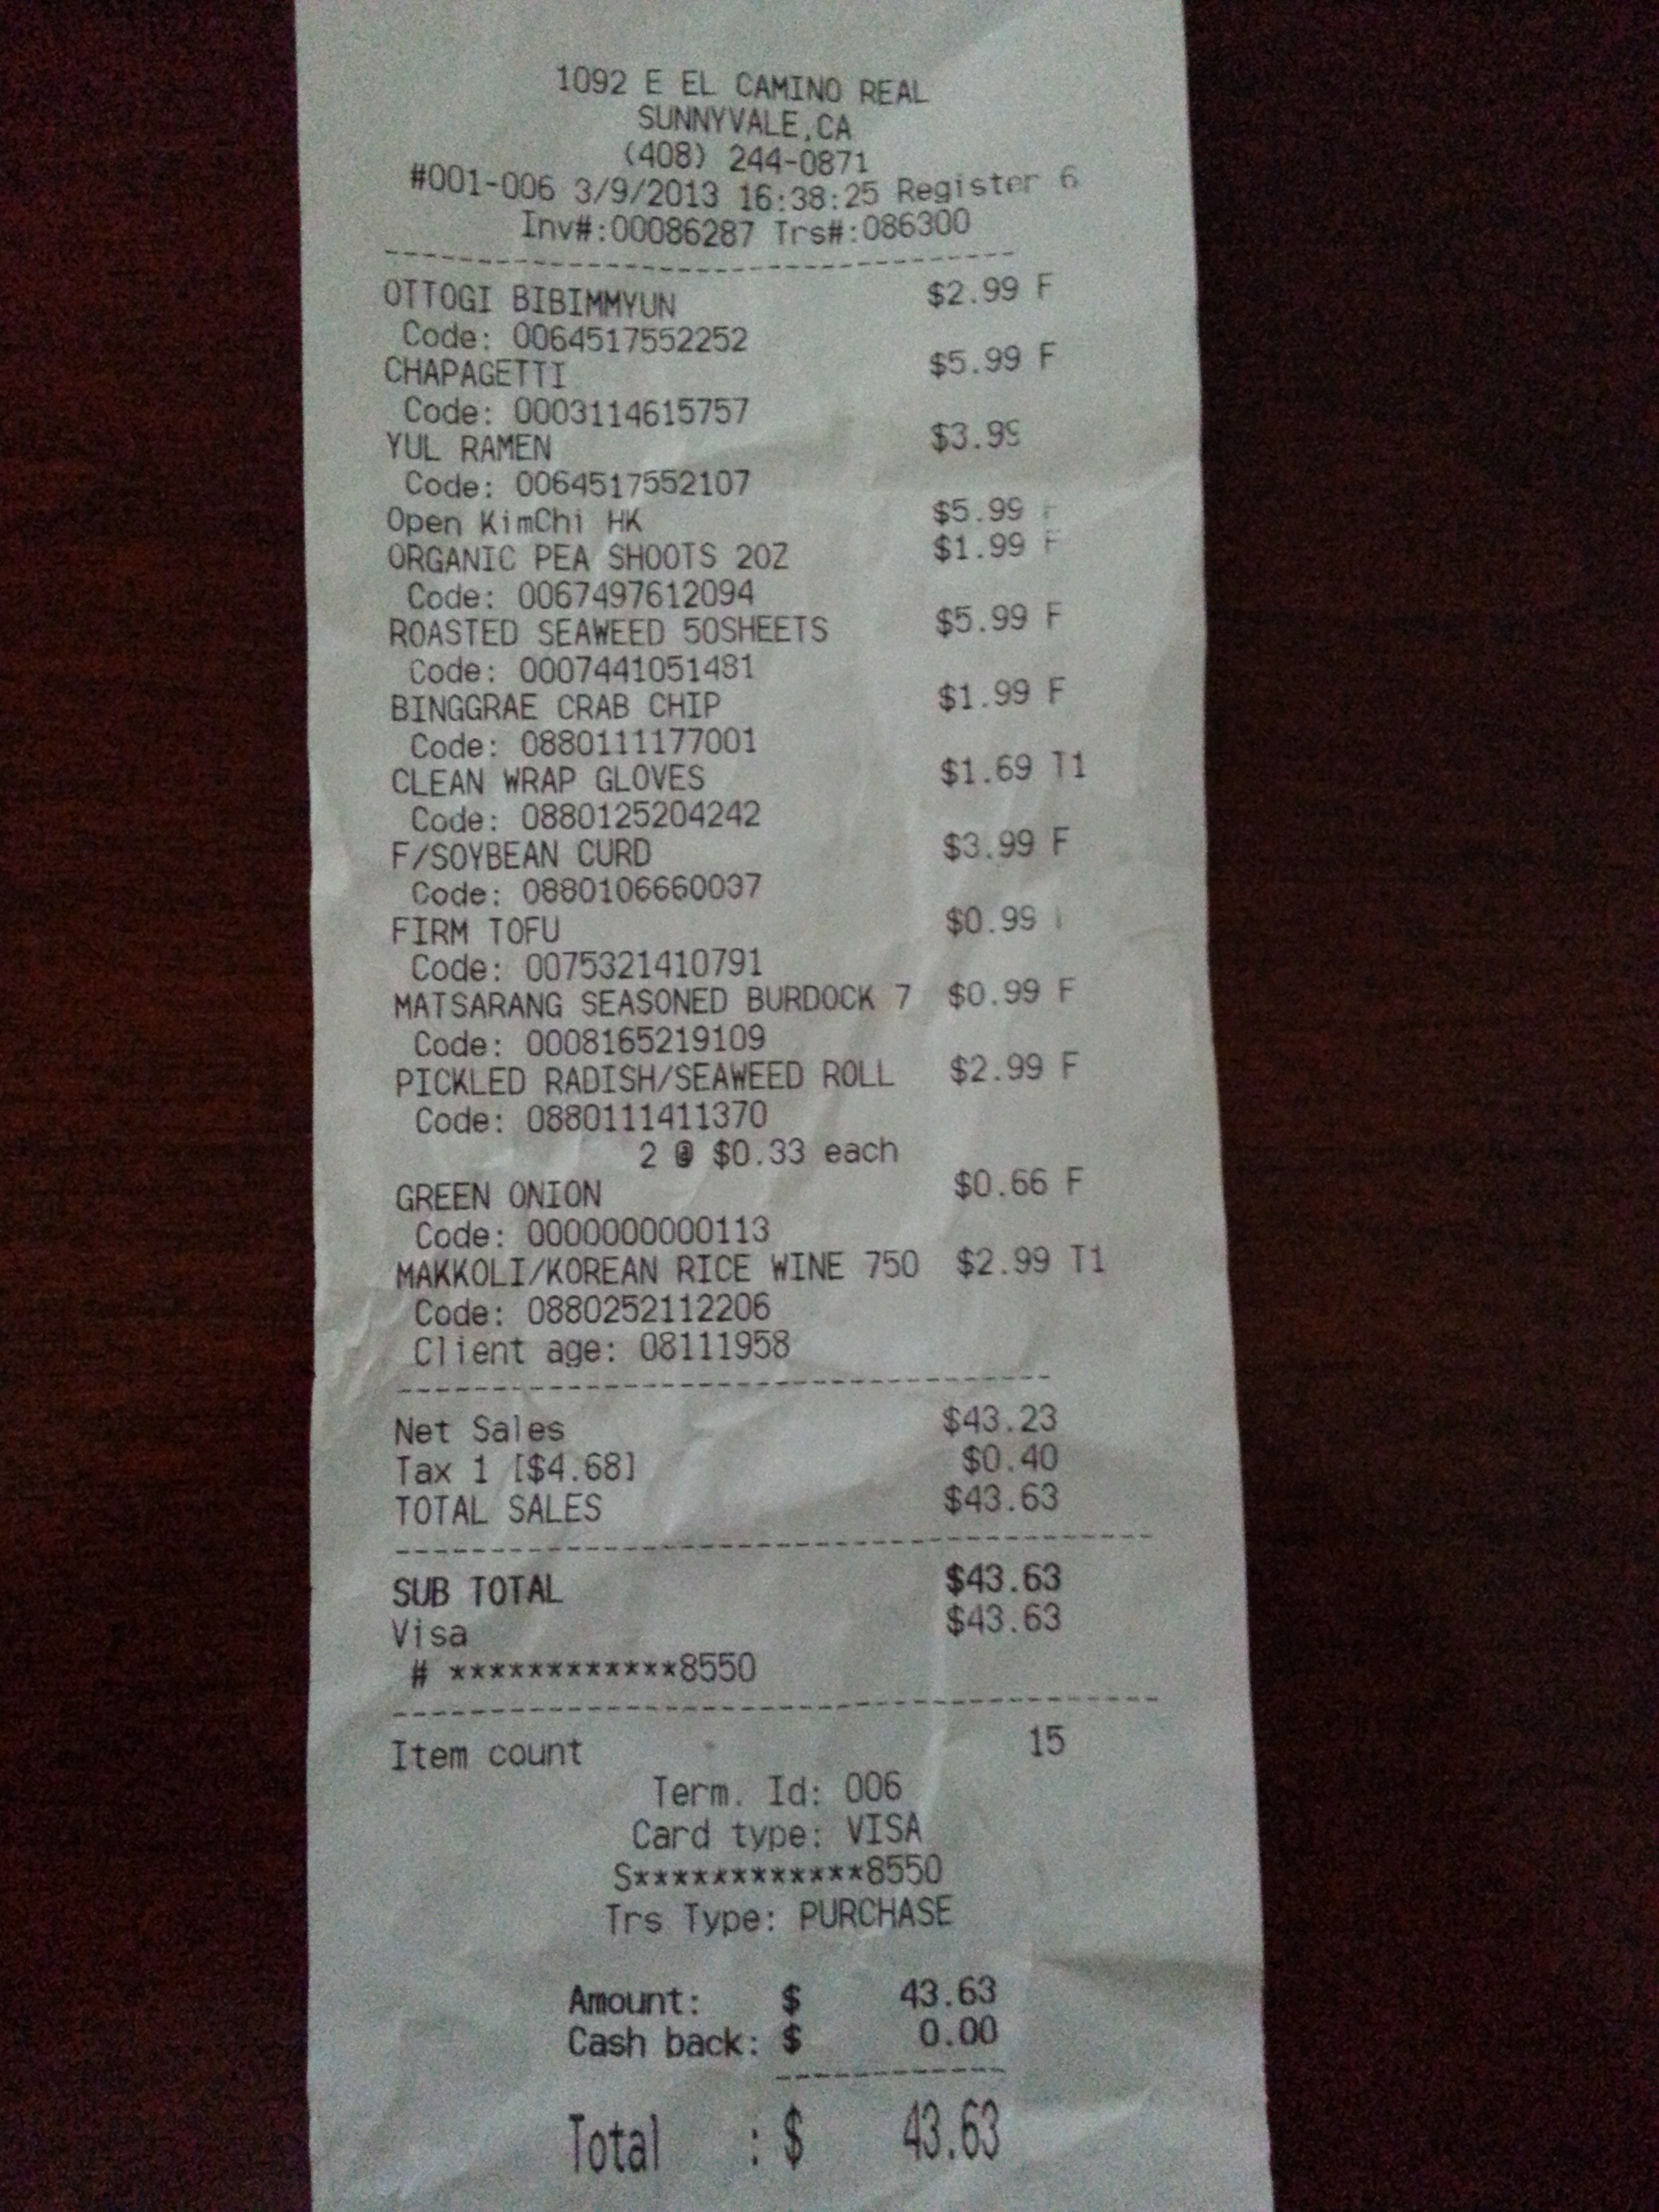 1092 E EL CAMINO REAL
SUNNYVALE,CA
(408) 244-0871
#001-006 3/9/2013 16:38:25 Register 6
Inv#:00086287 Trs#:086300
OTTOGI BIBIMMYUN $2.99 F
Code: 0064517552252
CHAPAGETTI $5.99 F
Code: 0003114615757
YUL RAMEN $3.99
Code: 0064517552107
Open KimChi HK $5.99 F
ORGANIC PEA SHOOTS 2OZ $1.99 F
Code: 0067497612094
ROASTED SEAWEED 50SHEETS $5.99 F
Code: 0007441051481
BINGGRAE CRAB CHIP $1.99 F
Code: 0880111177001
CLEAN WRAP GLOVES $1.69 T1
Code: 0880125204242
F/SOYBEAN CURD $3.99 F
Code: 0880106660037
FIRM TOFU $0.99
Code: 0075321410791
MATSARANG SEASONED BURDOCK 7 $0.99 F
Code: 0008165219109
PICKLED RADISH/SEAWEED ROLL $2.99 F
Code: 0880111411370
2 @ $0.33 each
GREEN ONION $0.66 F
Code: 0000000000113
MAKKOLI/KOREAN RICE WINE 750 $2.99 T1
Code: 0880252112206
Client age: 08111958
Net Sales $43.23
Tax 1 [$4.68] $0.40
TOTAL SALES $43.63
SUB TOTAL $43.63
Visa $43.63
# ************8550
Item count 15
Term. Id: 006
Card type: VISA
S************8550
Trs Type: PURCHASE
Amount: $ 43.63
Cash back: $ 0.00
Total : $ 43.63